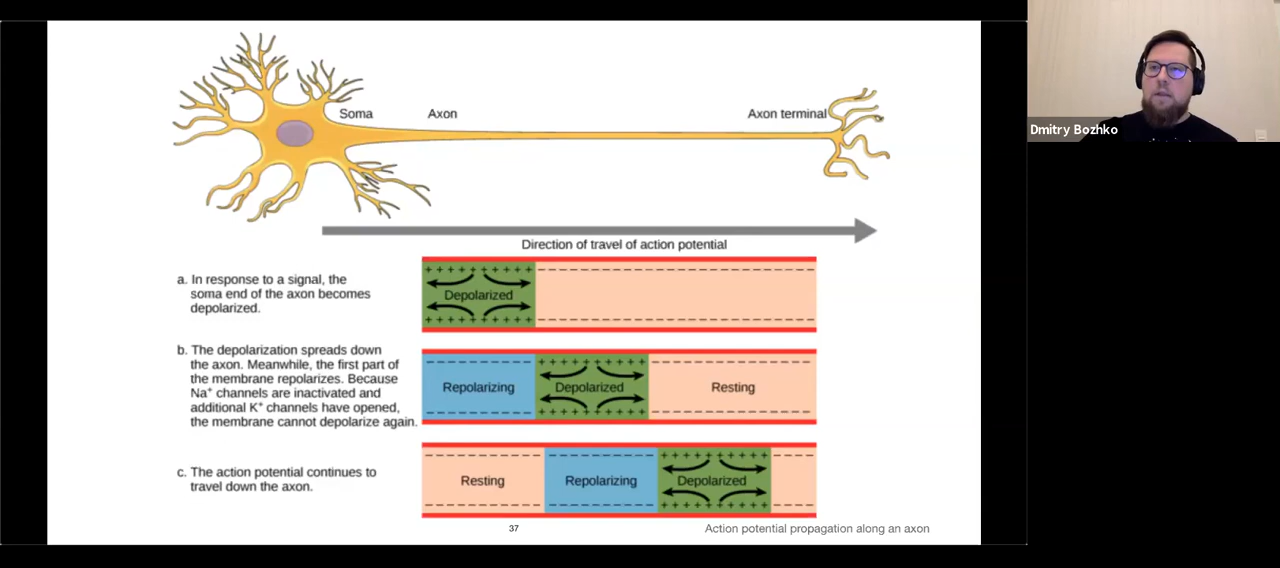 Soma
Axon
Axon terminal
Dmitry Bozhko
Direction of travel of action potential
a. In response to a signal, the
soma end of the axon becomes
depolarized.
Depolarized
b. The depolarization spreads down
the axon. Meanwhile, the first part of
the membrane repolarizes. Because
Na⁺ channels are inactivated and
additional K⁺ channels have opened,
the membrane cannot depolarize again.
Repolarizing
Depolarized
Resting
c. The action potential continues to
travel down the axon.
Resting
Repolarizing
Depolarized
37
Action potential propagation along an axon